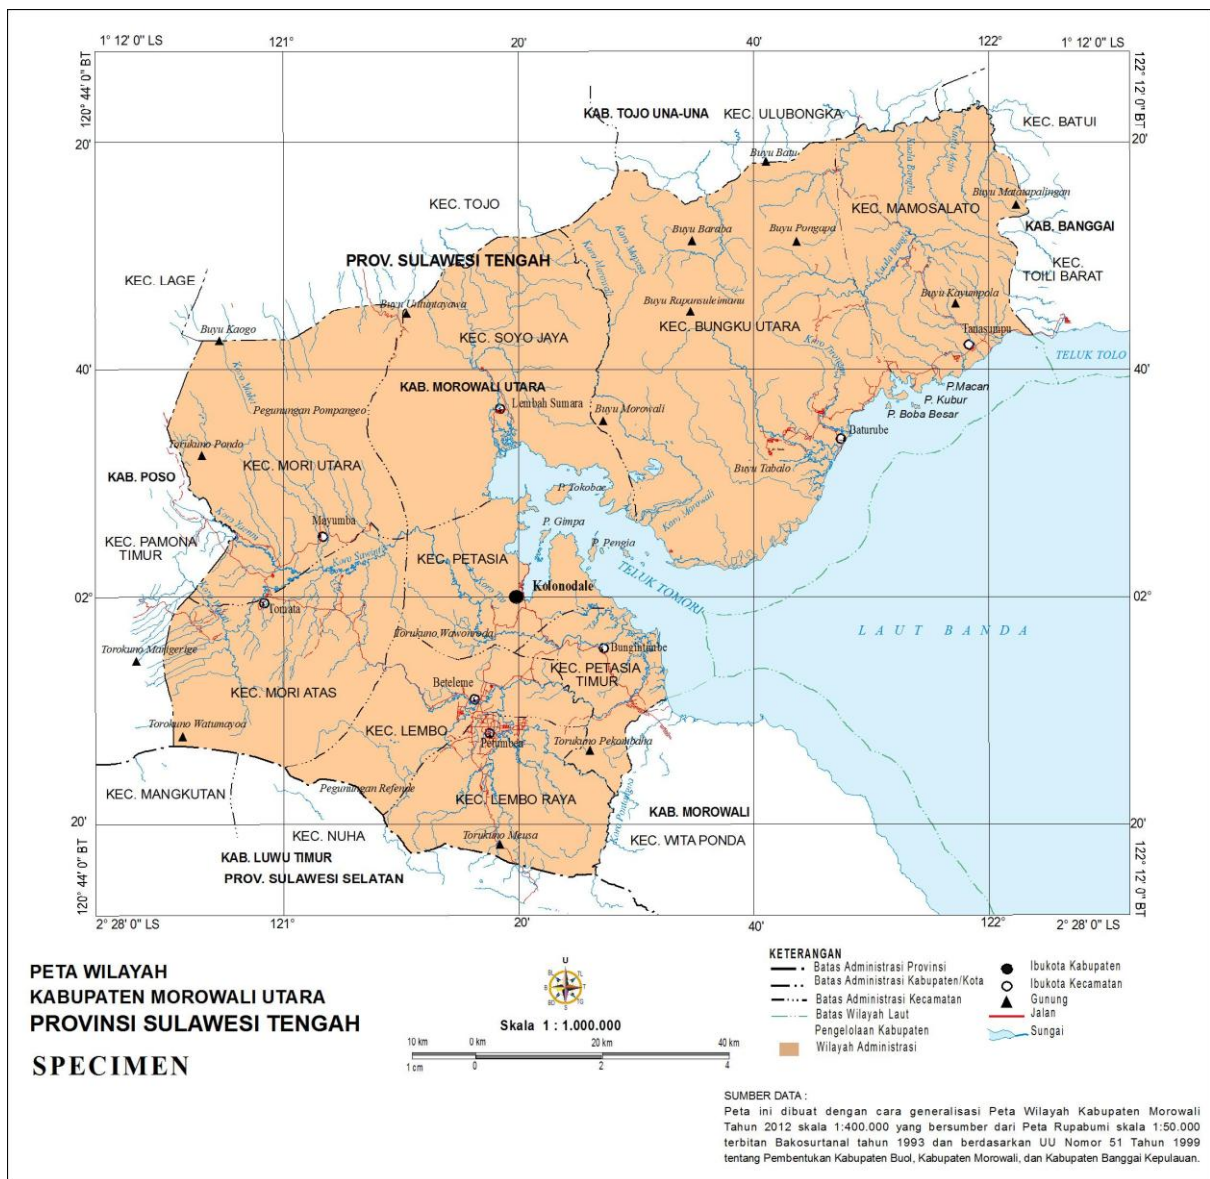 1° 12' 0" LS
121°
20'
40'
122°
1° 12' 0" LS
120° 44' 0" BT
122° 12' 0" BT
KAB. TOJO UNA-UNA
KEC. ULUBONGKA
KEC. BATUI
20'
20'
Buyu Batu
Kuala Bangka
Buyu Matatapalingan
KEC. TOJO
KEC. MAMOSALATO
KAB. BANGGAI
Buyu Baraba
Buyu Pongapa
PROV. SULAWESI TENGAH
Koro Morowali
KEC. TOILI BARAT
KEC. LAGE
Buyu Kayumpola
Buyu Rapansuleimanu
KEC. BUNGKU UTARA
Buyu Kaogo
KEC. SOYO JAYA
Tanasumpu
TELUK TOLO
40'
40'
KAB. MOROWALI UTARA
P.Macan
P. Kubur
P. Boba Besar
Pegunungan Pompangeo
Lembah Sumara
Buyu Morowali
Baturube
Torukuno Ponda
KEC. MORI UTARA
Buyu Tabalo
KAB. POSO
P. Tokobae
Koro Morowali
Mayumba
P. Gimpa
KEC. PAMONA TIMUR
KEC. PETASIA
P. Pengia
TELUK TOMORI
Kolonodale
02°
02°
Tomata
LAUT BANDA
Torukuno Wawonroda
Bungintimbe
KEC. PETASIA TIMUR
KEC. MORI ATAS
Beteleme
Torokuno Watumayoa
KEC. LEMBO
Petumbea
Torukuno Pekombana
KEC. MANGKUTAN
Pegunungan Refende
KEC. LEMBO RAYA
KAB. MOROWALI
20'
KEC. NUHA
Torukuno Meusa
KEC. WITA PONDA
20'
KAB. LUWU TIMUR
PROV. SULAWESI SELATAN
120° 44' 0" BT
122° 12' 0" BT
2° 28' 0" LS
121°
20'
40'
122°
2° 28' 0" LS
PETA WILAYAH
KABUPATEN MOROWALI UTARA
PROVINSI SULAWESI TENGAH
SPECIMEN
U
Skala 1 : 1.000.000
10 km 0 km 20 km 40 km
1 cm 0 2 4
KETERANGAN
Batas Administrasi Provinsi
Batas Administrasi Kabupaten/Kota
Batas Administrasi Kecamatan
Batas Wilayah Laut
Pengelolaan Kabupaten
Wilayah Administrasi
Ibukota Kabupaten
Ibukota Kecamatan
Gunung
Jalan
Sungai
SUMBER DATA :
Peta ini dibuat dengan cara generalisasi Peta Wilayah Kabupaten Morowali
Tahun 2012 skala 1:400.000 yang bersumber dari Peta Rupabumi skala 1:50.000
terbitan Bakosurtanal tahun 1993 dan berdasarkan UU Nomor 51 Tahun 1999
tentang Pembentukan Kabupaten Buol, Kabupaten Morowali, dan Kabupaten Banggai Kepulauan.